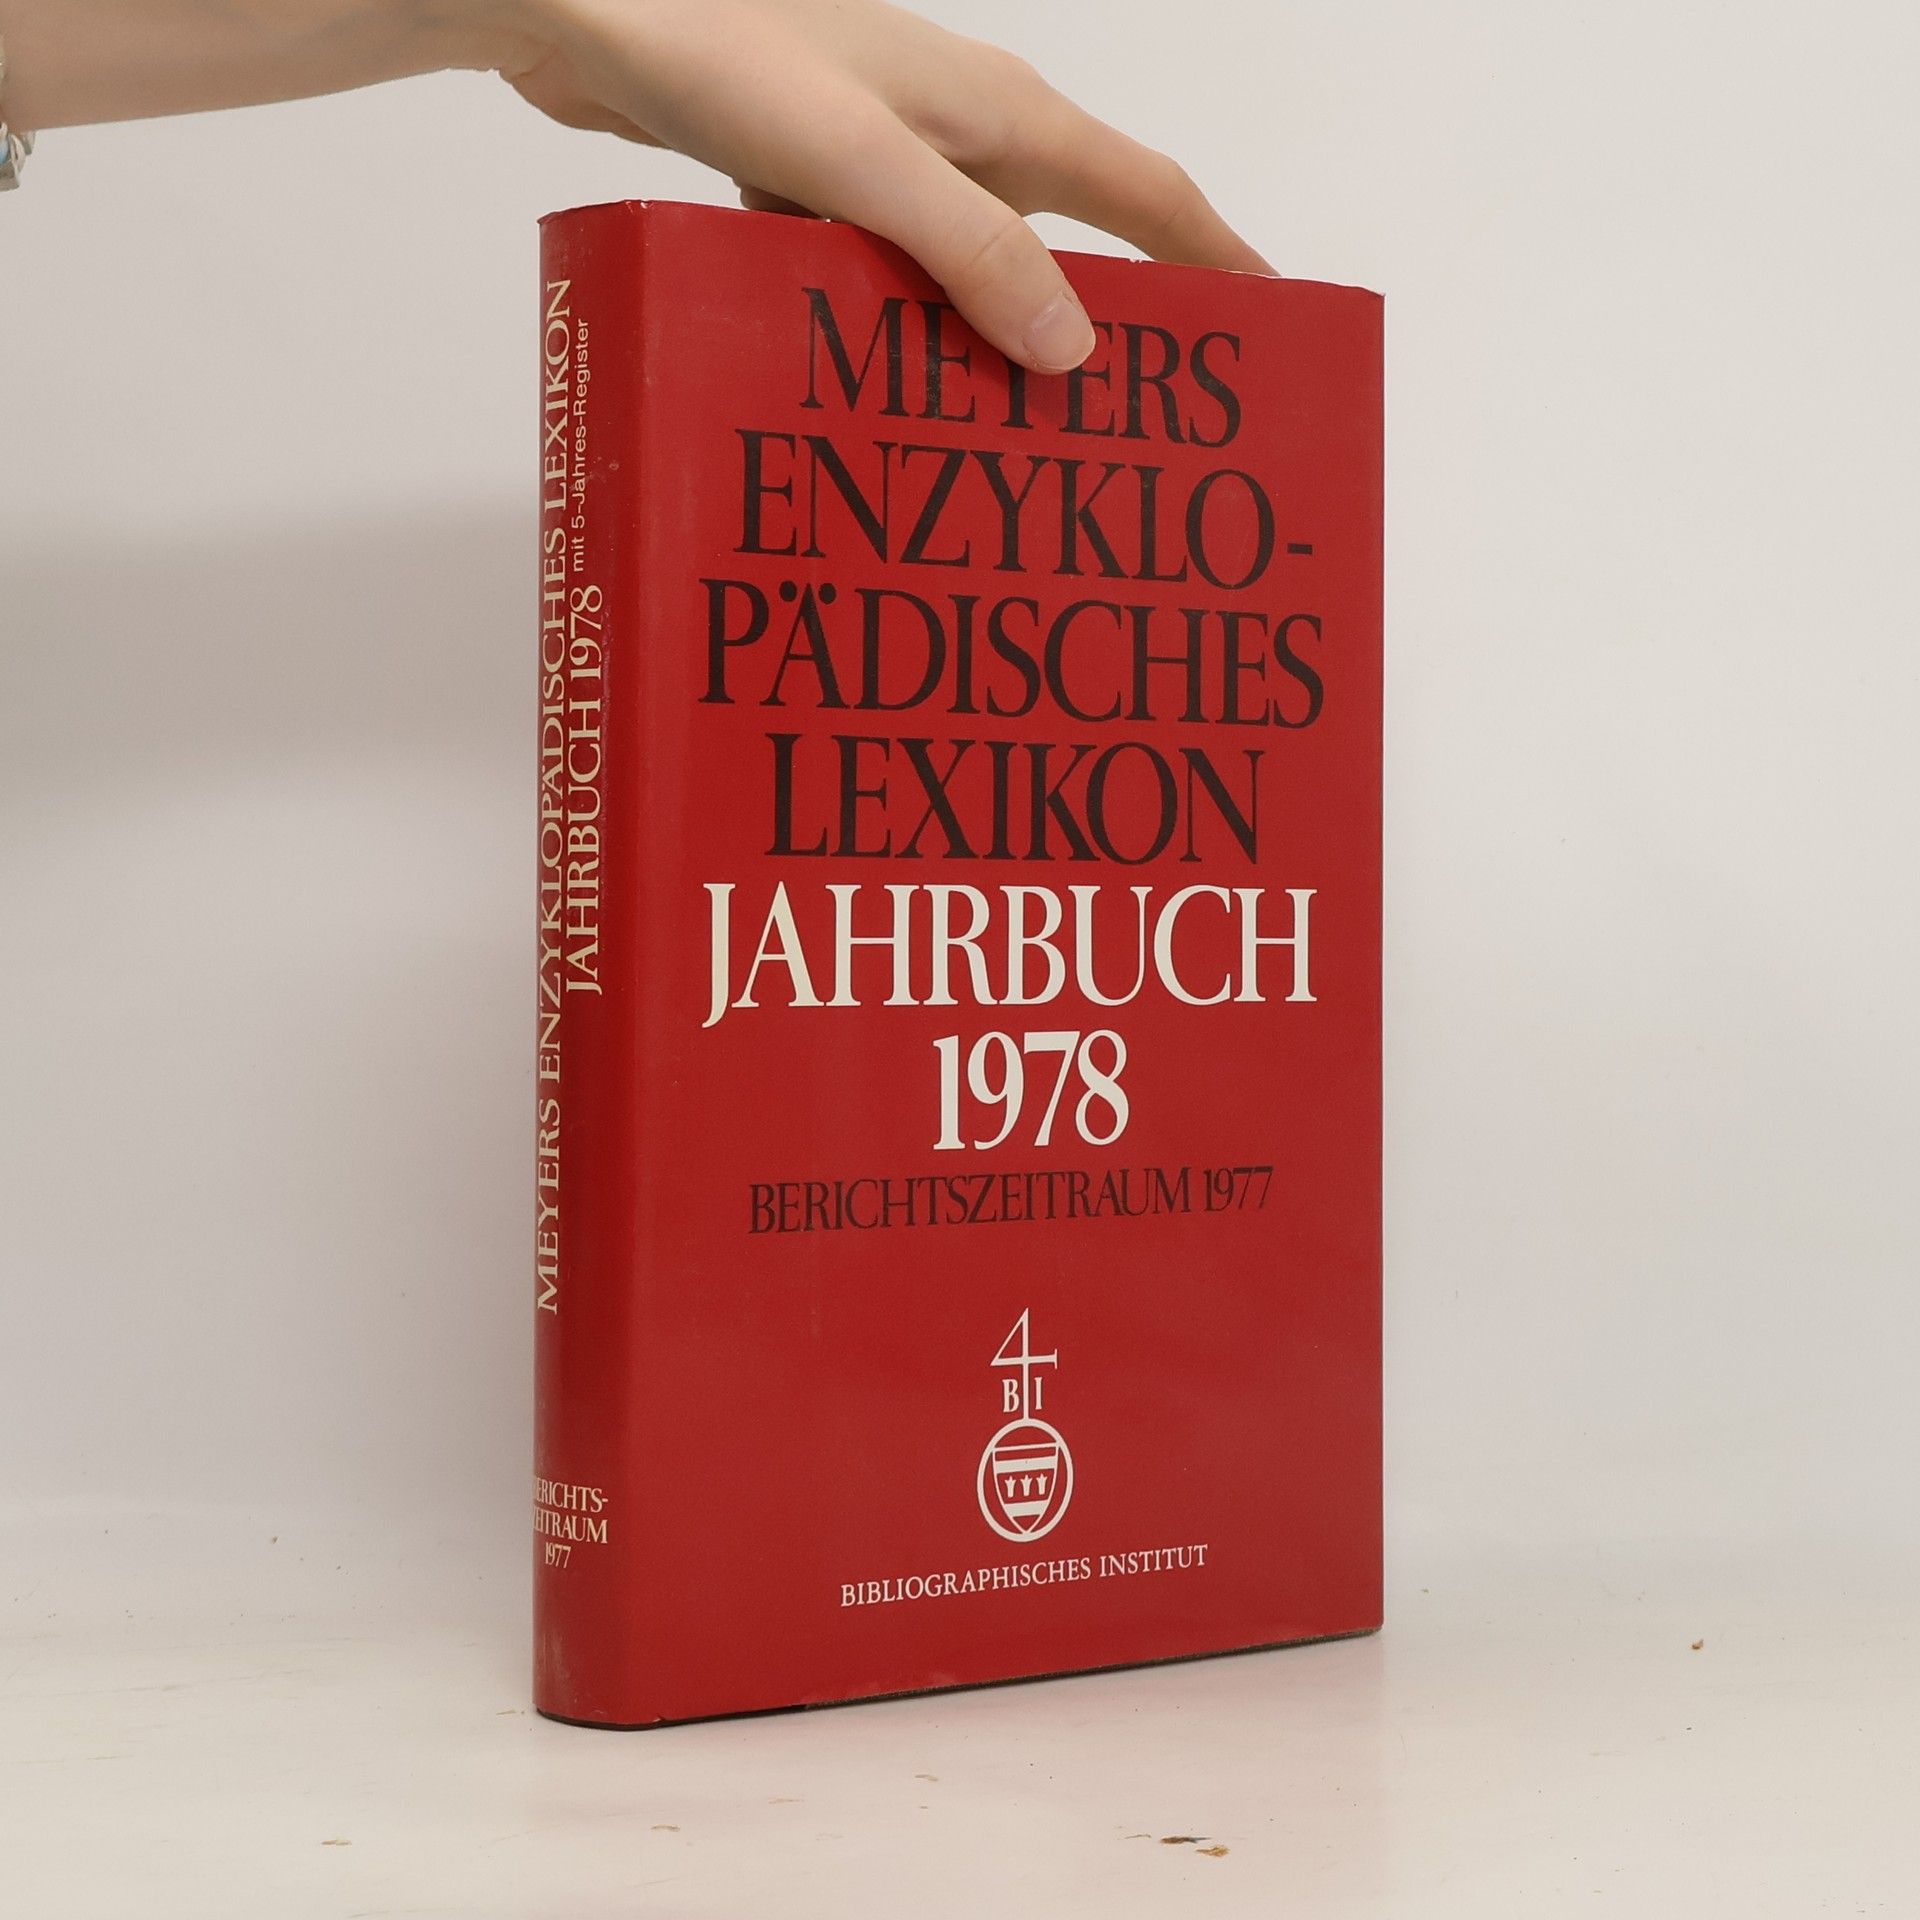 MEYERS ENZYKLOPÄDISCHES LEXIKON
JAHRBUCH 1978 mit 5-Jahres-Register
BERICHTS-
ZEITRAUM
1977
MEYERS
ENZYKLO-
PÄDISCHES
LEXIKON
JAHRBUCH
1978
BERICHTSZEITRAUM 1977
BI
BIBLIOGRAPHISCHES INSTITUT